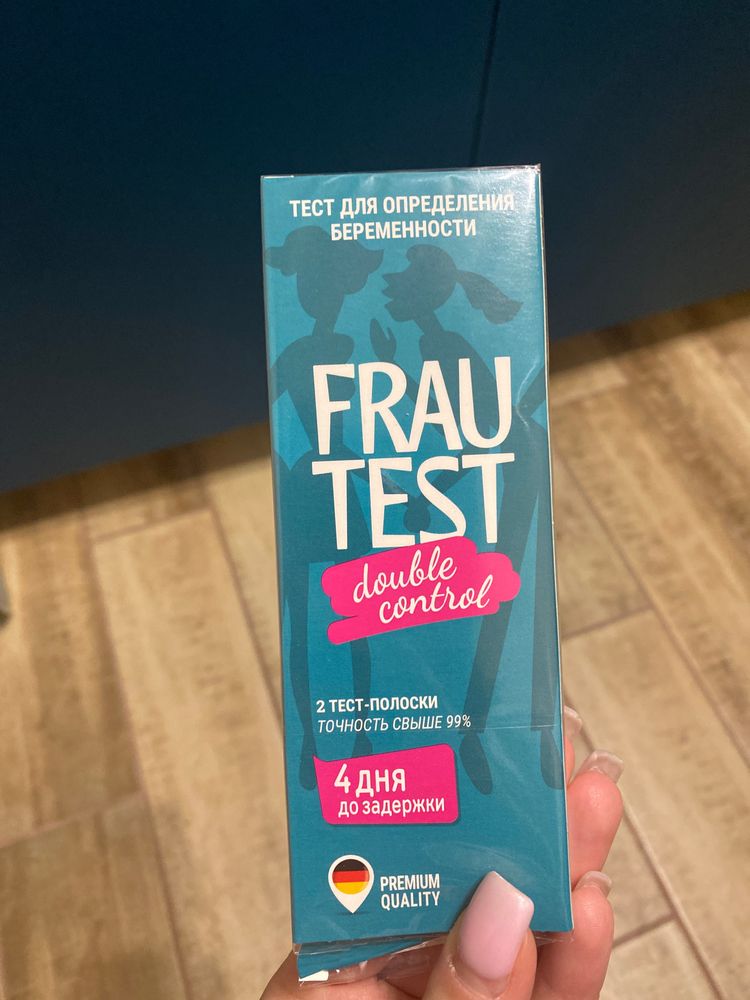 ТЕСТ ДЛЯ ОПРЕДЕЛЕНИЯ
БЕРЕМЕННОСТИ
FRAU
TEST
double
control
2 ТЕСТ-ПОЛОСКИ
ТОЧНОСТЬ СВЫШЕ 99%
4 ДНЯ
до задержки
PREMIUM
QUALITY